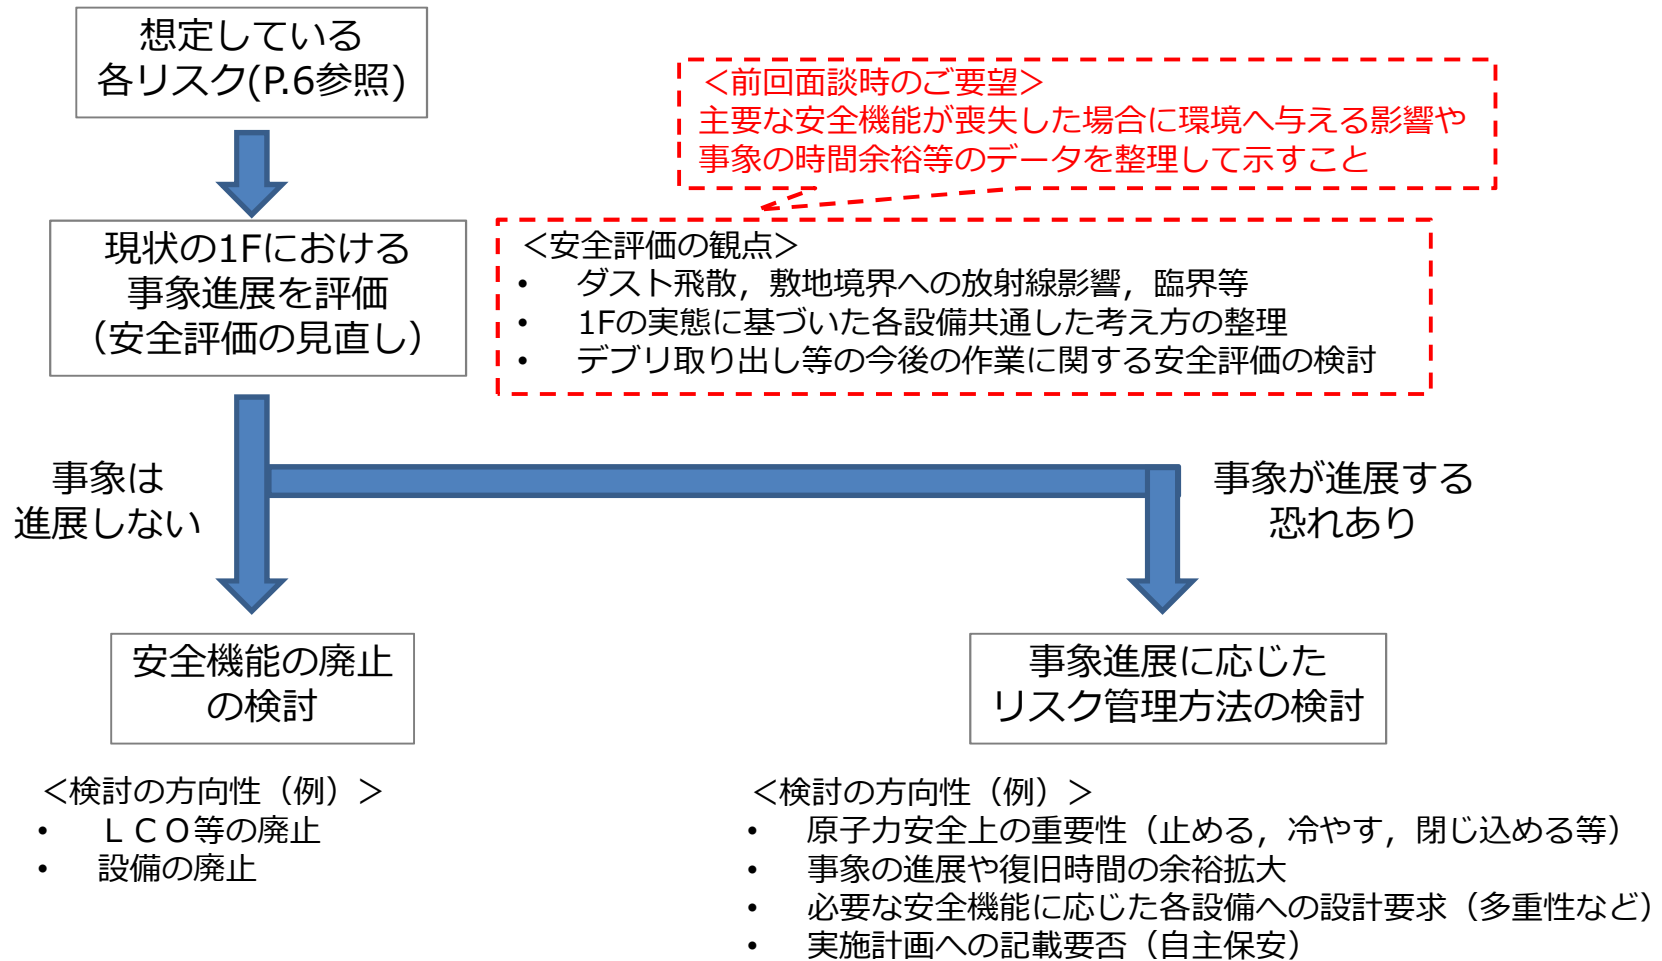 想定している
各リスク(P.6参照)
＜前回面談時のご要望＞
主要な安全機能が喪失した場合に環境へ与える影響や
事象の時間余裕等のデータを整理して示すこと
現状の1Fにおける
事象進展を評価
（安全評価の見直し）
＜安全評価の観点＞
• ダスト飛散，敷地境界への放射線影響，臨界等
• 1Fの実態に基づいた各設備共通した考え方の整理
• デブリ取り出し等の今後の作業に関する安全評価の検討
事象は
進展しない
事象が進展する
恐れあり
安全機能の廃止
の検討
事象進展に応じた
リスク管理方法の検討
＜検討の方向性（例）＞
• ＬＣＯ等の廃止
• 設備の廃止
＜検討の方向性（例）＞
• 原子力安全上の重要性（止める，冷やす，閉じ込める等）
• 事象の進展や復旧時間の余裕拡大
• 必要な安全機能に応じた各設備への設計要求（多重性など）
• 実施計画への記載要否（自主保安）